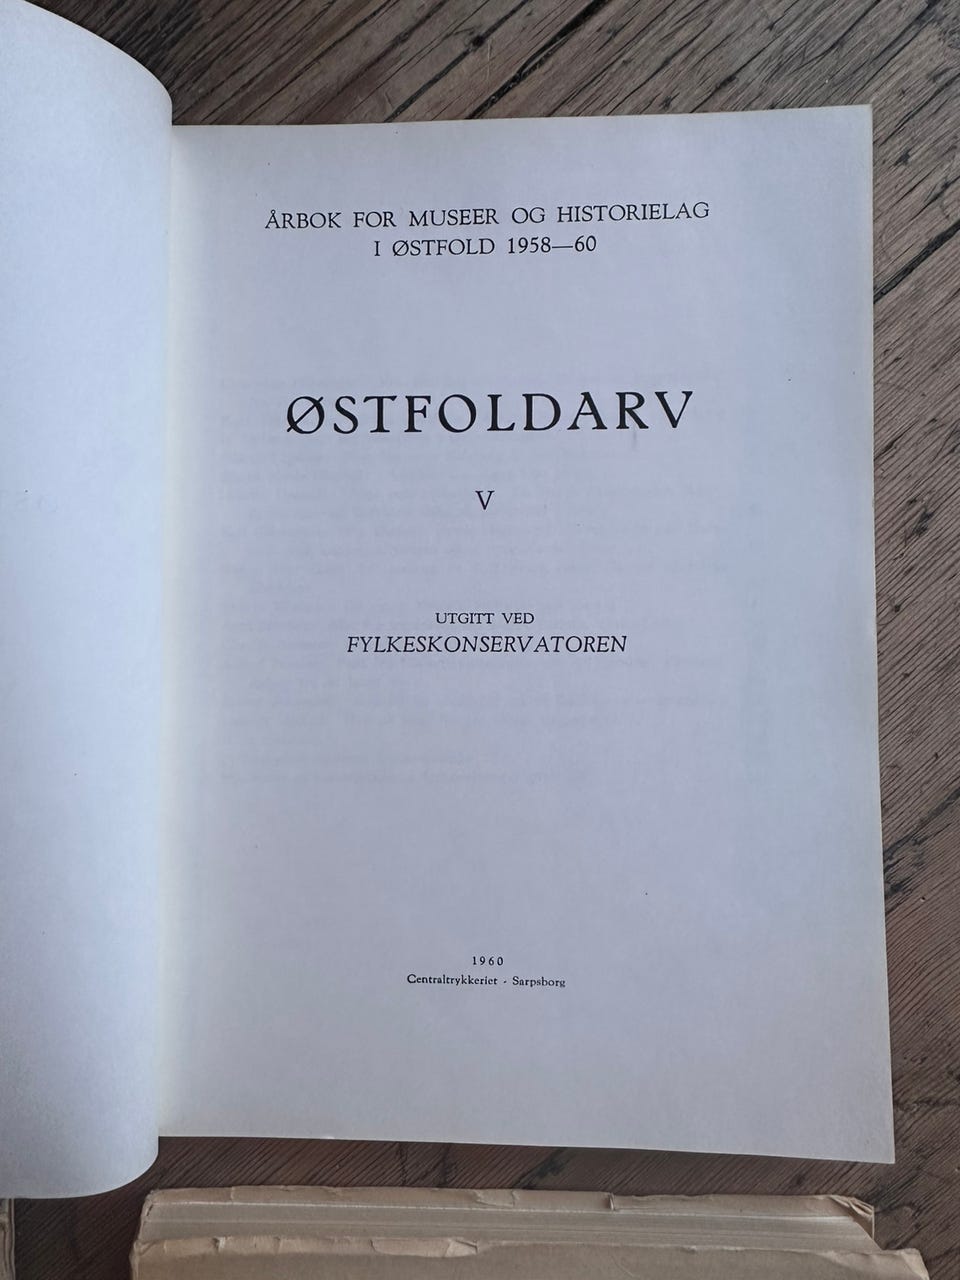 ÅRBOK FOR MUSEER OG HISTORIELAG
I ØSTFOLD 1958—60
ØSTFOLDARV
V
UTGITT VED
FYLKESKONSERVATOREN
1960
Centraltrykkeriet - Sarpsborg